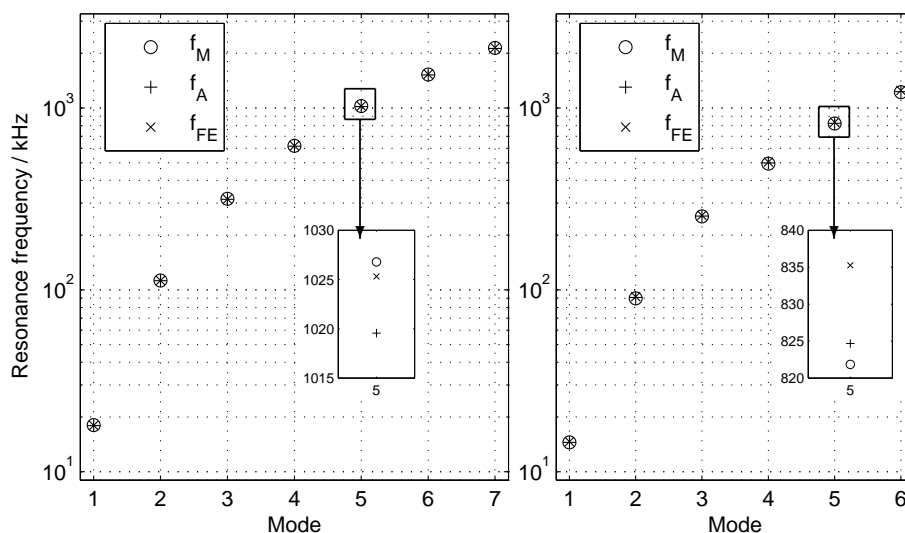 Resonance frequency / kHz
10^3
10^2
10^1
f_M
f_A
f_FE
1030
1025
1020
1015
5
1 2 3 4 5 6 7
Mode
10^3
10^2
10^1
f_M
f_A
f_FE
840
835
830
825
820
5
1 2 3 4 5 6
Mode